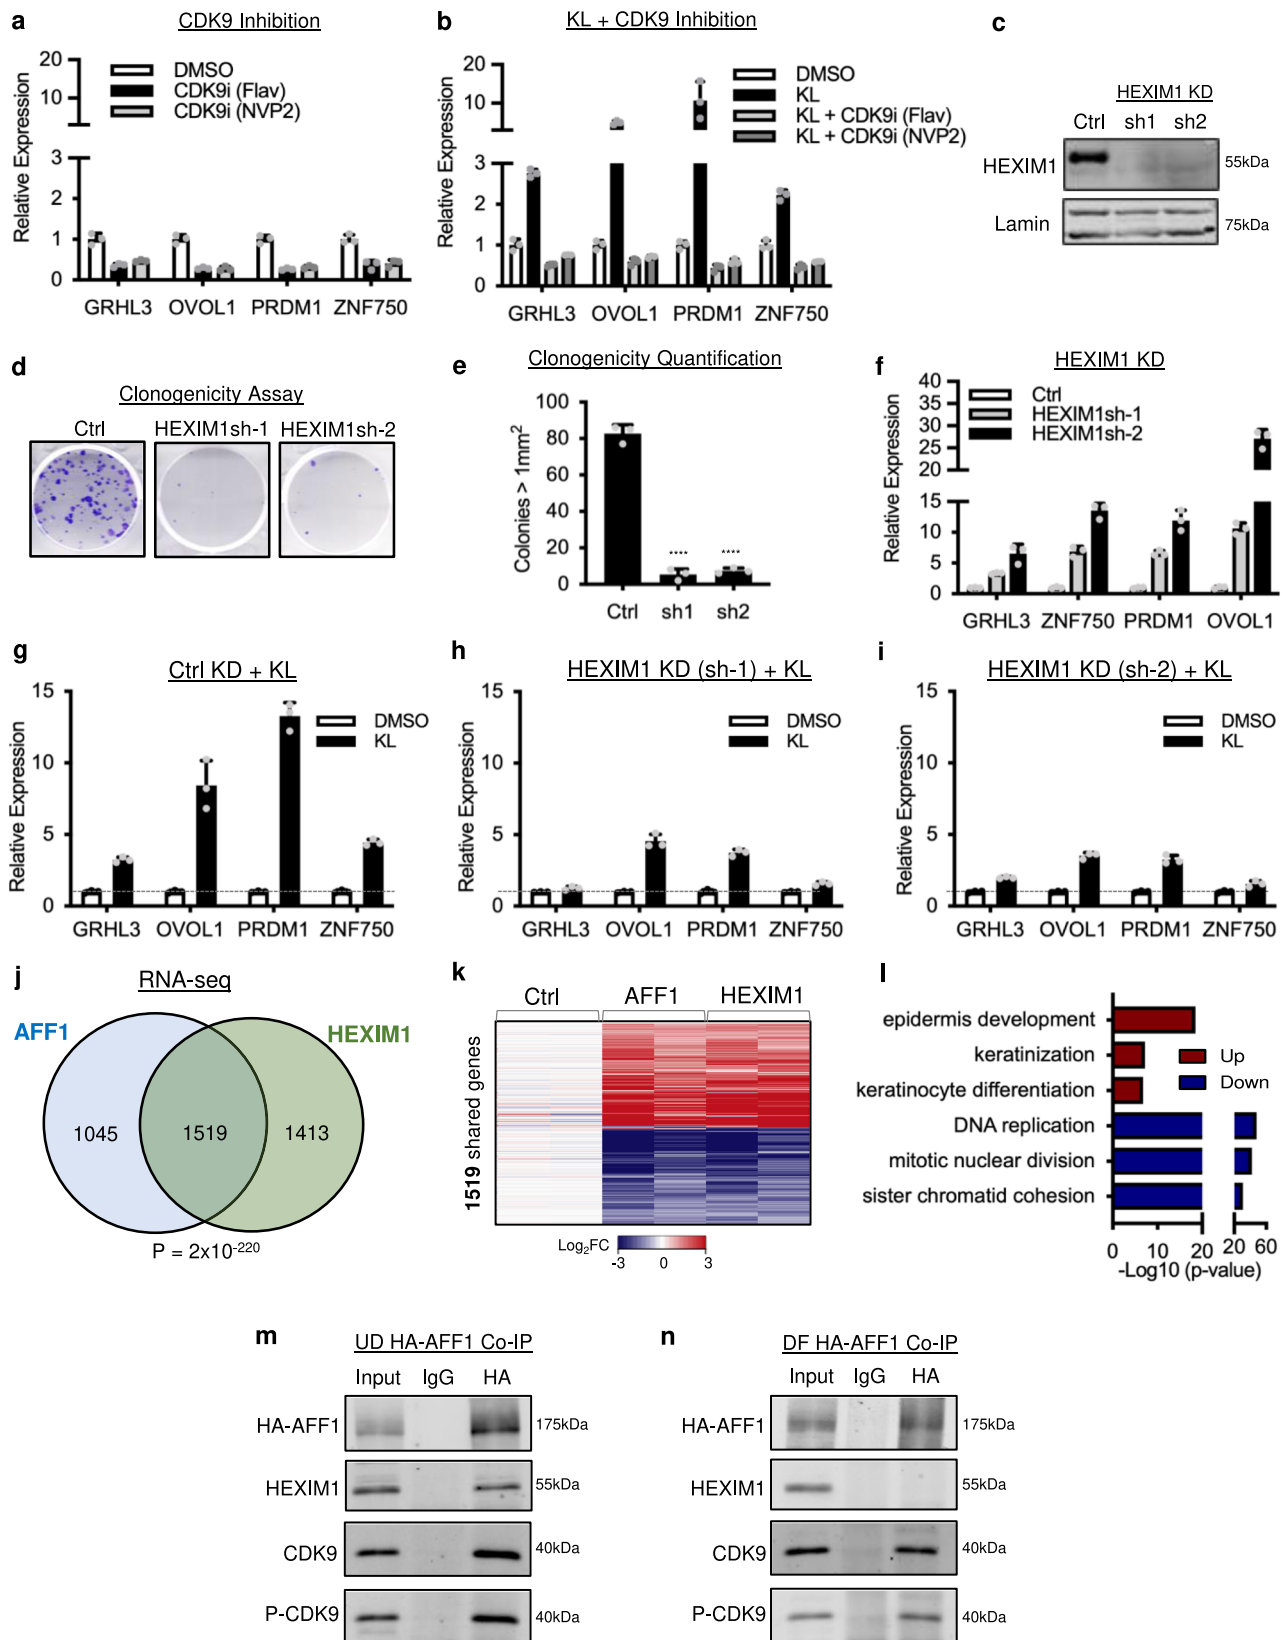 a
CDK9 Inhibition
Relative Expression
20
10
3
2
1
0
DMSO
CDK9i (Flav)
CDK9i (NVP2)
GRHL3 OVOL1 PRDM1 ZNF750
b
KL + CDK9 Inhibition
Relative Expression
20
10
3
2
1
0
DMSO
KL
KL + CDK9i (Flav)
KL + CDK9i (NVP2)
GRHL3 OVOL1 PRDM1 ZNF750
c
HEXIM1 KD
Ctrl sh1 sh2
HEXIM1 55kDa
Lamin 75kDa
d
Clonogenicity Assay
Ctrl HEXIM1sh-1 HEXIM1sh-2
e
Clonogenicity Quantification
Colonies > 1mm²
100
80
60
40
20
0
**** ****
Ctrl sh1 sh2
f
HEXIM1 KD
Relative Expression
40
35
30
25
20
15
10
5
0
Ctrl
HEXIM1sh-1
HEXIM1sh-2
GRHL3 ZNF750 PRDM1 OVOL1
g
Ctrl KD + KL
Relative Expression
15
10
5
0
DMSO
KL
GRHL3 OVOL1 PRDM1 ZNF750
h
HEXIM1 KD (sh-1) + KL
Relative Expression
15
10
5
0
DMSO
KL
GRHL3 OVOL1 PRDM1 ZNF750
i
HEXIM1 KD (sh-2) + KL
Relative Expression
15
10
5
0
DMSO
KL
GRHL3 OVOL1 PRDM1 ZNF750
j
RNA-seq
AFF1 HEXIM1
1045 1519 1413
P = 2x10⁻²²⁰
k
Ctrl AFF1 HEXIM1
1519 shared genes
Log₂FC
-3 0 3
l
epidermis development
keratinization
keratinocyte differentiation
DNA replication
mitotic nuclear division
sister chromatid cohesion
Up
Down
0 10 20 20 60
-Log10 (p-value)
m
UD HA-AFF1 Co-IP
Input IgG HA
HA-AFF1 175kDa
HEXIM1 55kDa
CDK9 40kDa
P-CDK9 40kDa
n
DF HA-AFF1 Co-IP
Input IgG HA
HA-AFF1 175kDa
HEXIM1 55kDa
CDK9 40kDa
P-CDK9 40kDa